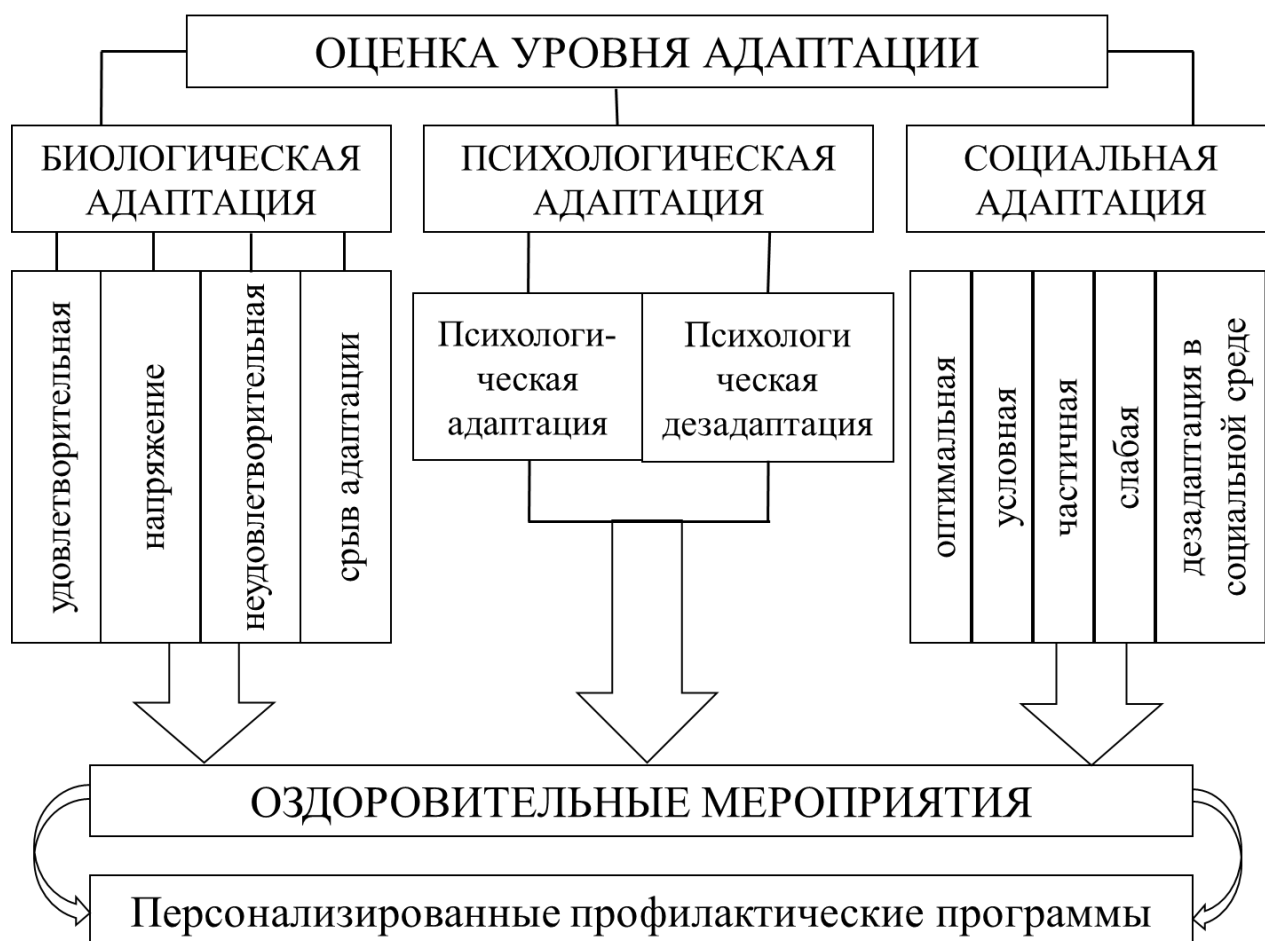 ОЦЕНКА УРОВНЯ АДАПТАЦИИ
БИОЛОГИЧЕСКАЯ
АДАПТАЦИЯ
ПСИХОЛОГИЧЕСКАЯ
АДАПТАЦИЯ
СОЦИАЛЬНАЯ
АДАПТАЦИЯ
удовлетворительная
напряжение
неудовлетворительная
срыв адаптации
Психологи-
ческая
адаптация
Психологи
ческая
дезадаптация
оптимальная
условная
частичная
слабая
дезадаптация в
социальной среде
ОЗДОРОВИТЕЛЬНЫЕ МЕРОПРИЯТИЯ
Персонализированные профилактические программы